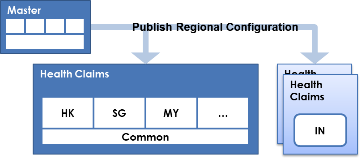 Master
Publish Regional Configuration
Health Claims
HK
SG
MY
...
Common
Health
Health
Claims
IN